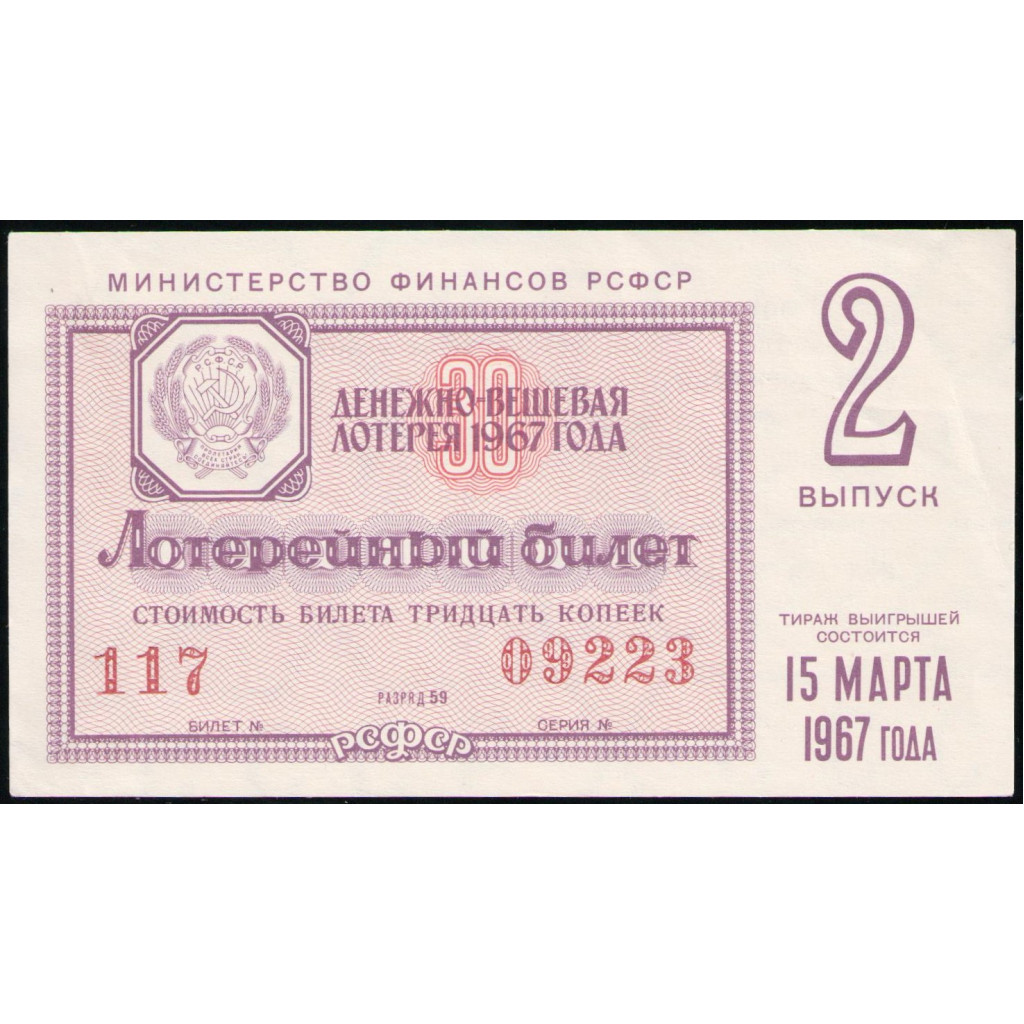 МИНИСТЕРСТВО ФИНАНСОВ РСФСР
2
ВЫПУСК
РСФСР
30
ДЕНЕЖНО-ВЕЩЕВАЯ
ЛОТЕРЕЯ 1967 ГОДА
Лотерейный билет
СТОИМОСТЬ БИЛЕТА ТРИДЦАТЬ КОПЕЕК
117
09223
РАЗРЯД 59
БИЛЕТ №
СЕРИЯ №
РСФСР
ТИРАЖ ВЫИГРЫШЕЙ
СОСТОИТСЯ
15 МАРТА
1967 ГОДА